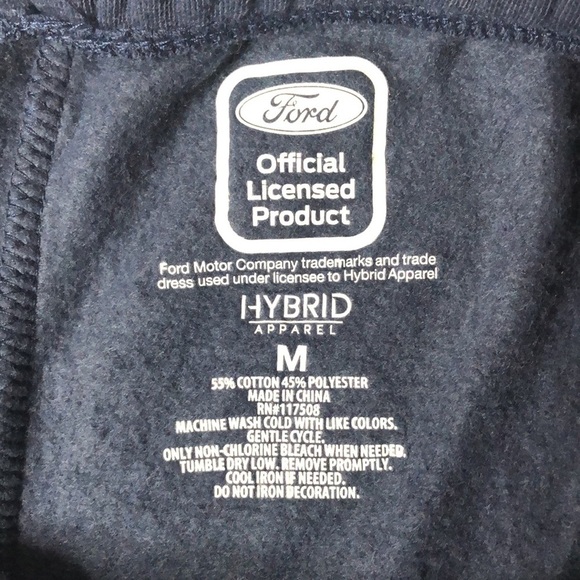 Ford
Official
Licensed
Product
Ford Motor Company trademarks and trade
dress used under licensee to Hybrid Apparel
HYBRID
APPAREL
M
55% COTTON 45% POLYESTER
MADE IN CHINA
RN#117508
MACHINE WASH COLD WITH LIKE COLORS.
GENTLE CYCLE.
ONLY NON-CHLORINE BLEACH WHEN NEEDED.
TUMBLE DRY LOW. REMOVE PROMPTLY.
COOL IRON IF NEEDED.
DO NOT IRON DECORATION.